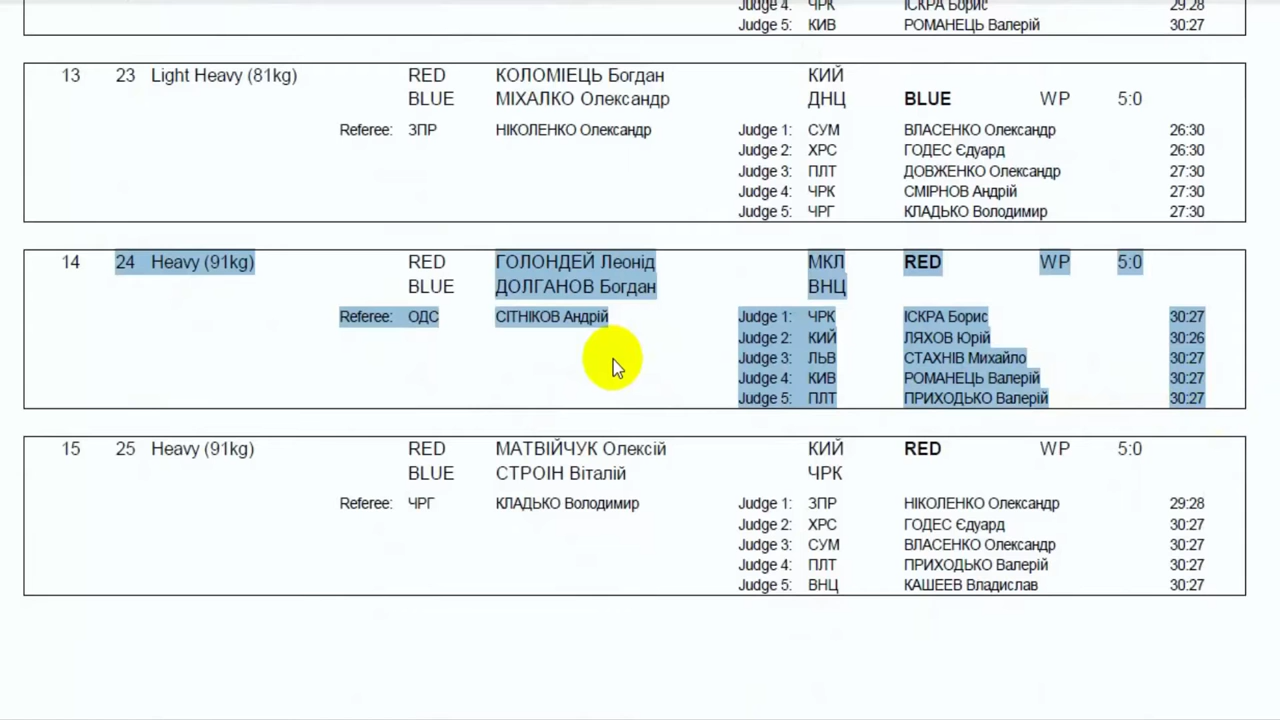 Judge 4: ЧРК ІСКРА Борис 29:28
Judge 5: КИВ РОМАНЕЦЬ Валерій 30:27
13 23 Light Heavy (81kg) RED КОЛОМІЕЦЬ Богдан КИЙ
BLUE МІХАЛКО Олександр ДНЦ BLUE WP 5:0
Referee: ЗПР НІКОЛЕНКО Олександр Judge 1: СУМ ВЛАСЕНКО Олександр 26:30
Judge 2: ХРС ГОДЕС Єдуард 26:30
Judge 3: ПЛТ ДОВЖЕНКО Олександр 27:30
Judge 4: ЧРК СМІРНОВ Андрій 27:30
Judge 5: ЧРГ КЛАДЬКО Володимир 27:30
14 24 Heavy (91kg) RED ГОЛОНДЕЙ Леонід МКЛ RED WP 5:0
BLUE ДОЛГАНОВ Богдан ВНЦ
Referee: ОДС СІТНІКОВ Андрій Judge 1: ЧРК ІСКРА Борис 30:27
Judge 2: КИЙ ЛЯХОВ Юрій 30:26
Judge 3: ЛЬВ СТАХНІВ Михайло 30:27
Judge 4: КИВ РОМАНЕЦЬ Валерій 30:27
Judge 5: ПЛТ ПРИХОДЬКО Валерій 30:27
15 25 Heavy (91kg) RED МАТВІЙЧУК Олексій КИЙ RED WP 5:0
BLUE СТРОІН Віталій ЧРК
Referee: ЧРГ КЛАДЬКО Володимир Judge 1: ЗПР НІКОЛЕНКО Олександр 29:28
Judge 2: ХРС ГОДЕС Єдуард 30:27
Judge 3: СУМ ВЛАСЕНКО Олександр 30:27
Judge 4: ПЛТ ПРИХОДЬКО Валерій 30:27
Judge 5: ВНЦ КАШЕЕВ Владислав 30:27